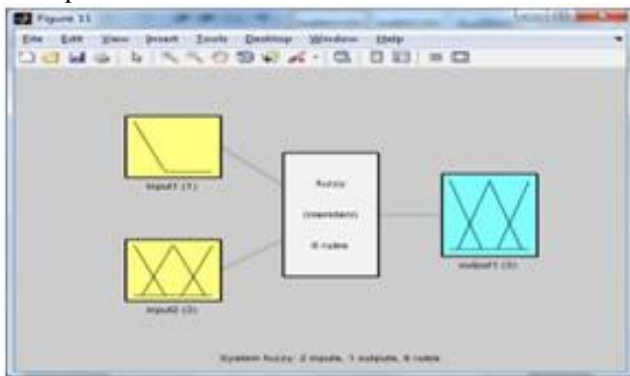 Figure 11
File Edit View Insert Tools Desktop Window Help
input1 (1)
fuzzy
(mamdani)
6 rules
output1 (3)
input2 (3)
System fuzzy: 2 inputs, 1 outputs, 6 rules